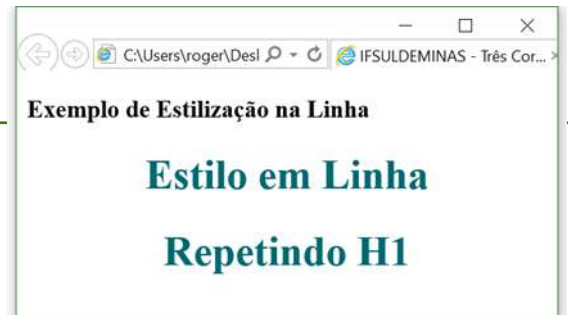 C:\Users\roger\Desl
IFSULDEMINAS - Três Cor...
Exemplo de Estilização na Linha
Estilo em Linha
Repetindo H1